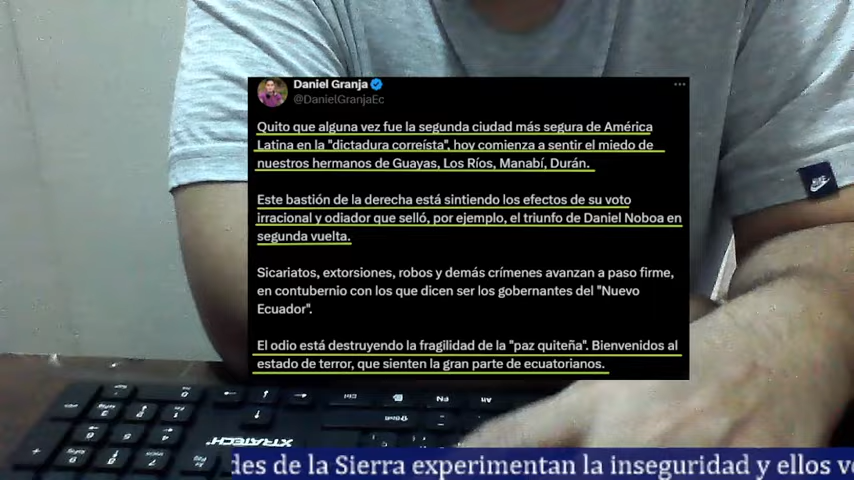 Daniel Granja
@DanielGranjaEc
Quito que alguna vez fue la segunda ciudad más segura de América
Latina en la "dictadura correísta", hoy comienza a sentir el miedo de
nuestros hermanos de Guayas, Los Ríos, Manabí, Durán.
Este bastión de la derecha está sintiendo los efectos de su voto
irracional y odiador que selló, por ejemplo, el triunfo de Daniel Noboa en
segunda vuelta.
Sicariatos, extorsiones, robos y demás crímenes avanzan a paso firme,
en contubernio con los que dicen ser los gobernantes del "Nuevo
Ecuador".
El odio está destruyendo la fragilidad de la "paz quiteña". Bienvenidos al
estado de terror, que sienten la gran parte de ecuatorianos.
XTRATECH
des de la Sierra experimentan la inseguridad y ellos v